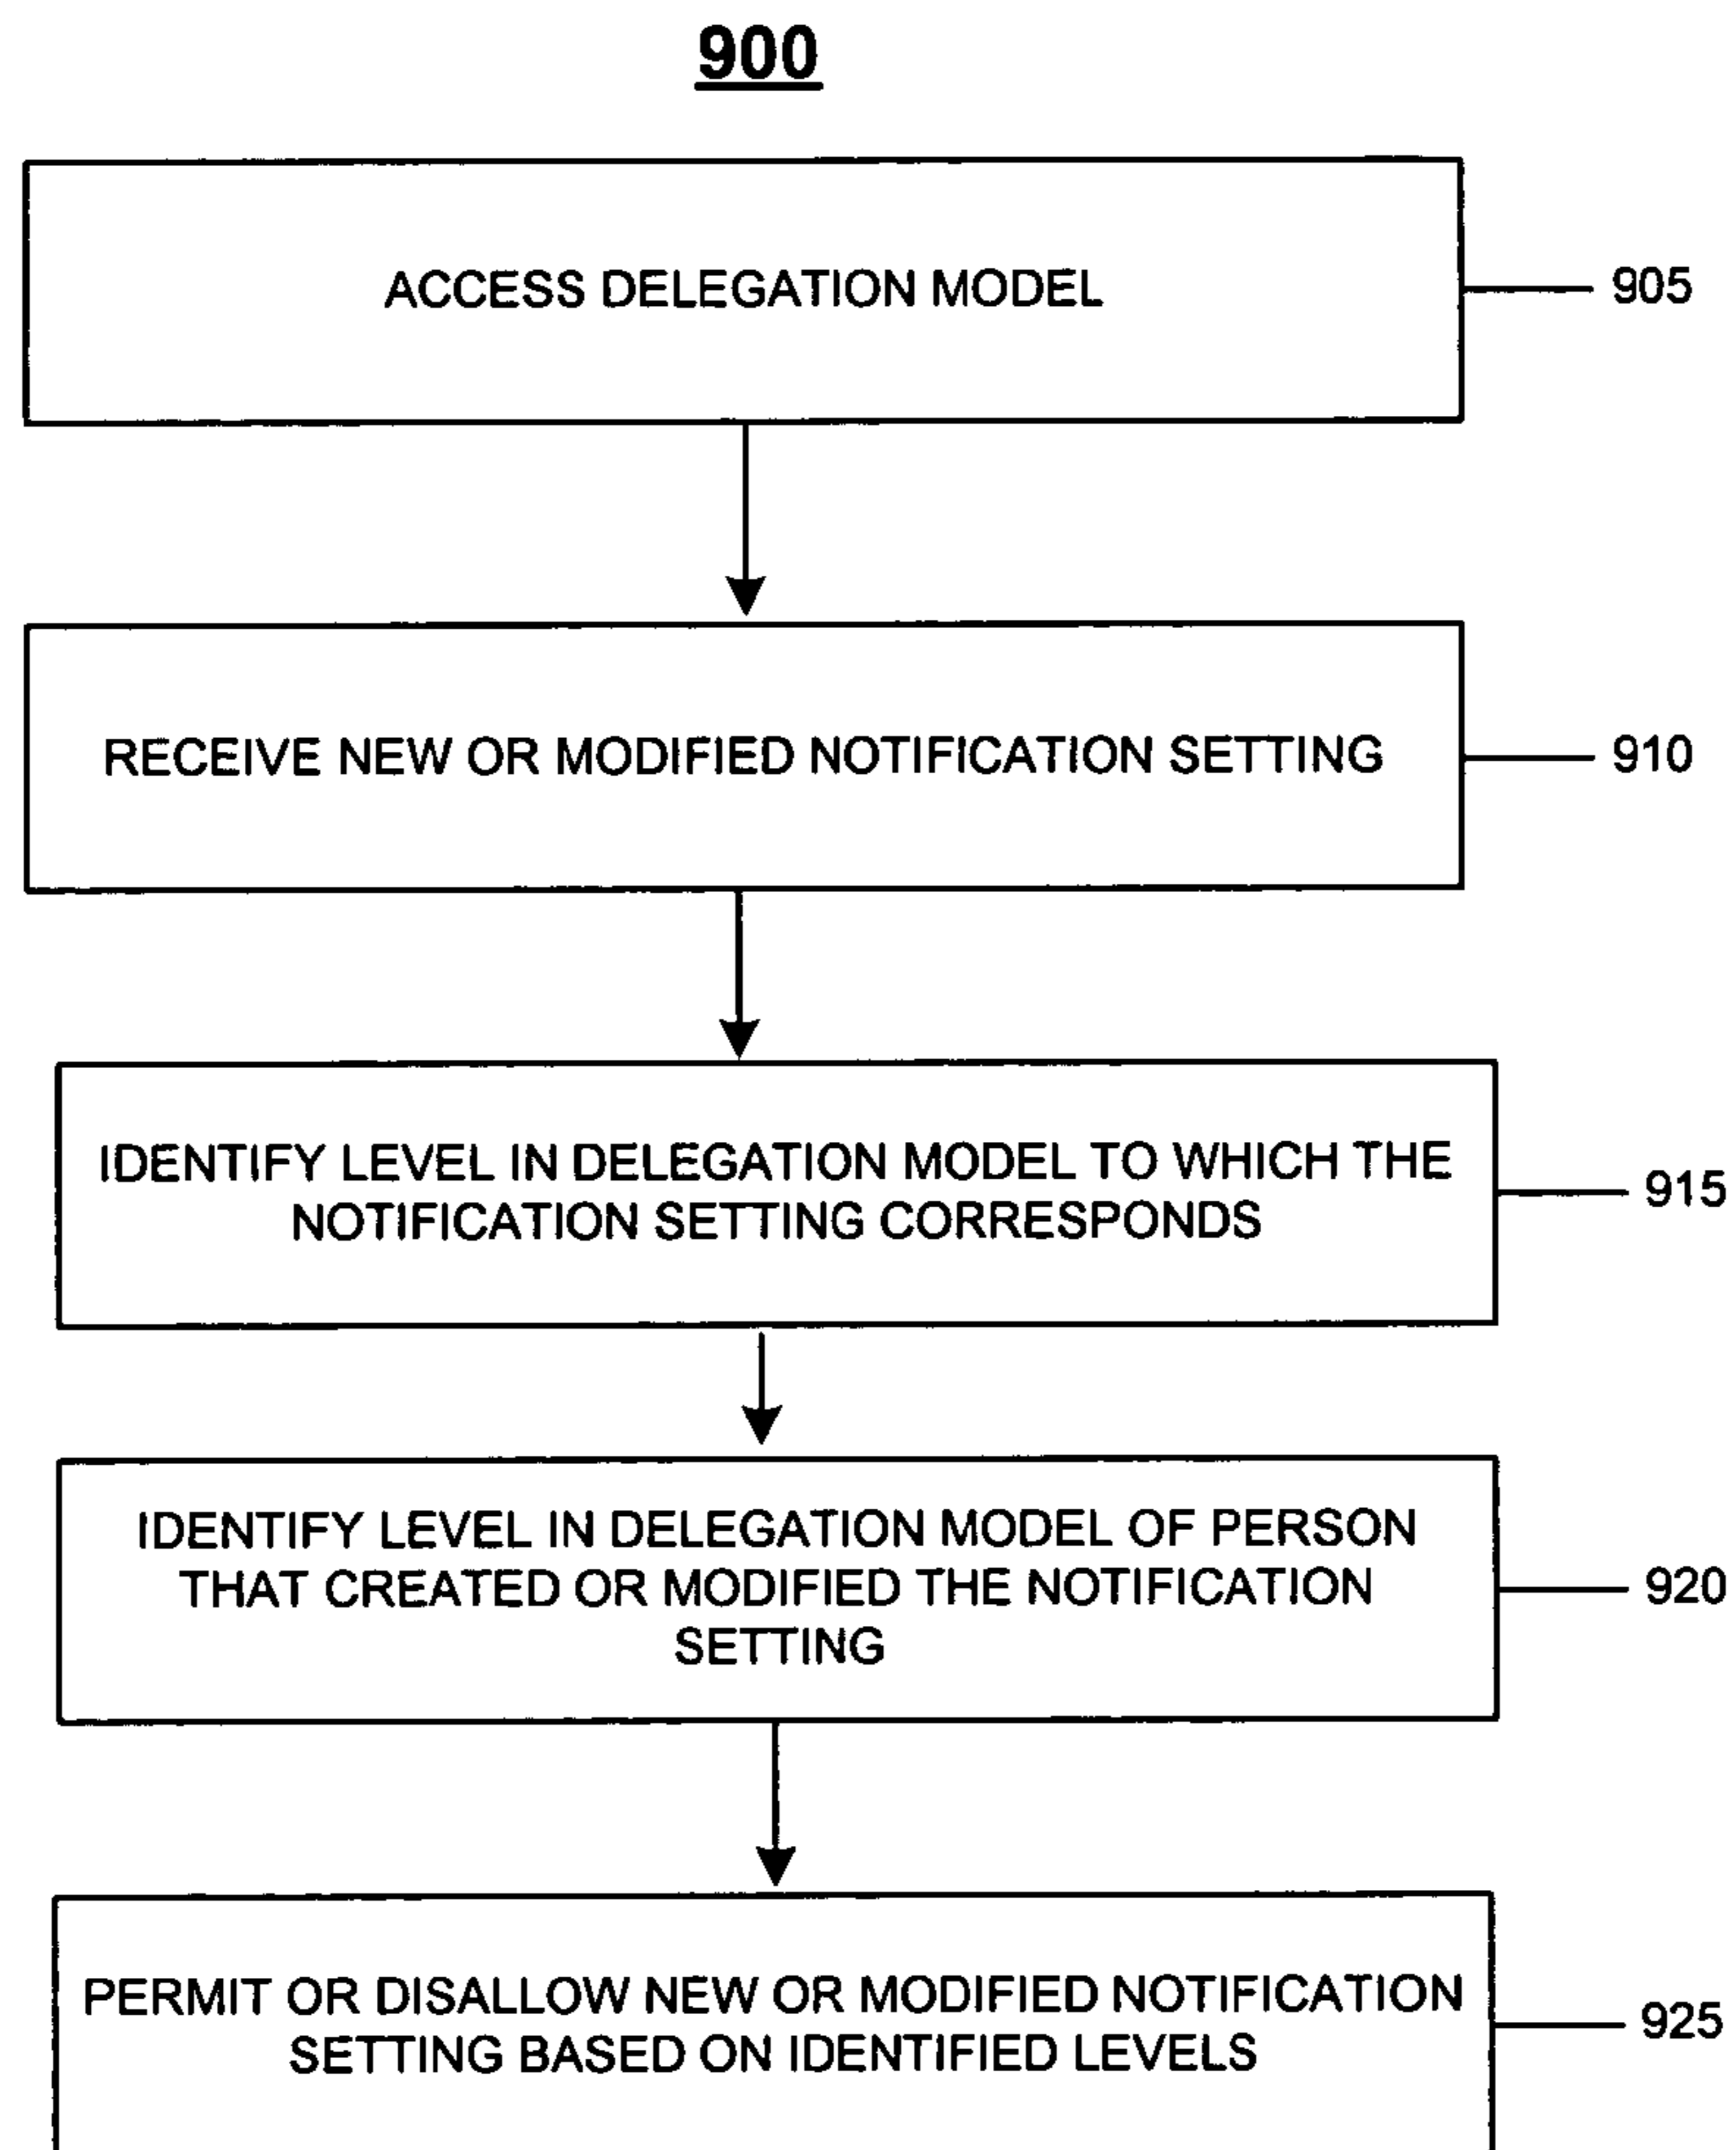 900
ACCESS DELEGATION MODEL
905
RECEIVE NEW OR MODIFIED NOTIFICATION SETTING
910
IDENTIFY LEVEL IN DELEGATION MODEL TO WHICH THE
NOTIFICATION SETTING CORRESPONDS
915
IDENTIFY LEVEL IN DELEGATION MODEL OF PERSON
THAT CREATED OR MODIFIED THE NOTIFICATION
SETTING
920
PERMIT OR DISALLOW NEW OR MODIFIED NOTIFICATION
SETTING BASED ON IDENTIFIED LEVELS
925